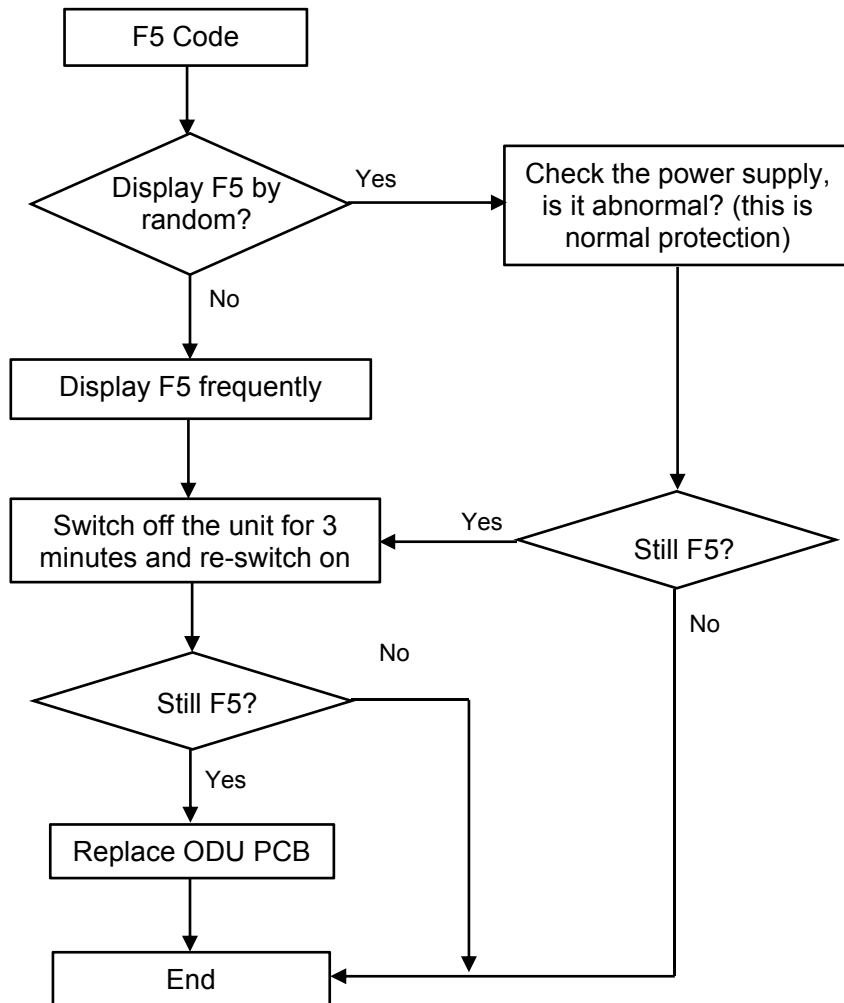 F5 Code
Display F5 by
random?
Yes
Check the power supply,
is it abnormal? (this is
normal protection)
No
Display F5 frequently
Switch off the unit for 3
minutes and re-switch on
Yes
Still F5?
No
No
Still F5?
Yes
Replace ODU PCB
End